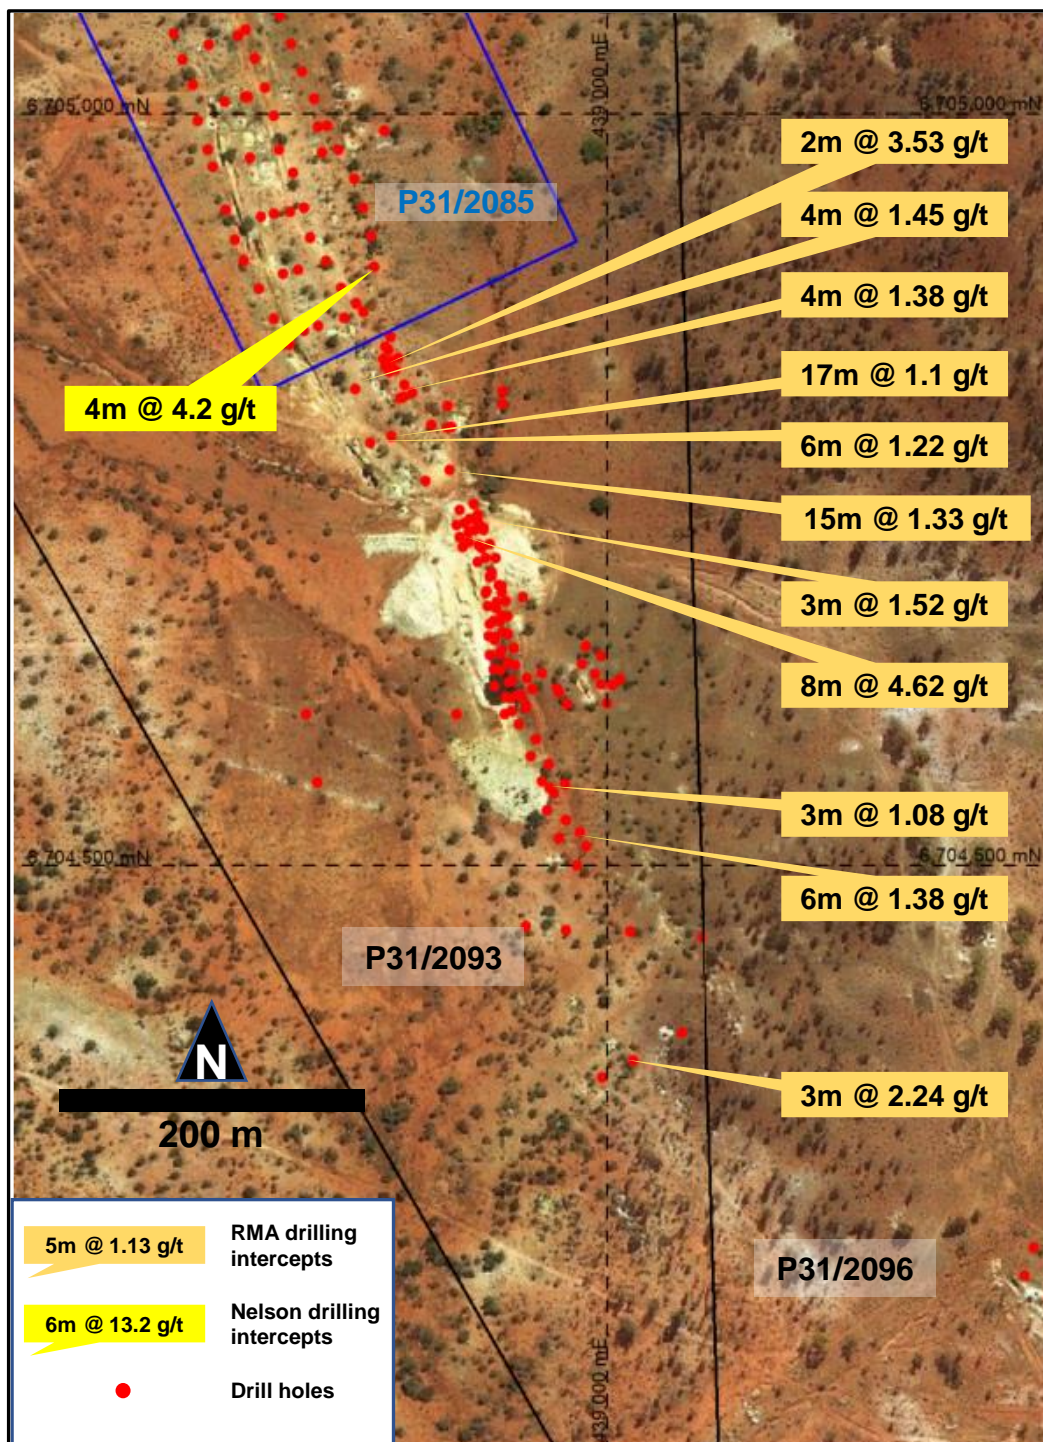 439,000 mE
6,705,000 mN
6,705,000 mN
2m @ 3.53 g/t
P31/2085
4m @ 1.45 g/t
4m @ 1.38 g/t
17m @ 1.1 g/t
4m @ 4.2 g/t
6m @ 1.22 g/t
15m @ 1.33 g/t
3m @ 1.52 g/t
8m @ 4.62 g/t
3m @ 1.08 g/t
6,704,500 mN
6,704,500 mN
6m @ 1.38 g/t
P31/2093
N
3m @ 2.24 g/t
200 m
5m @ 1.13 g/t
RMA drilling
intercepts
P31/2096
6m @ 13.2 g/t
Nelson drilling
intercepts
439,000 mE
Drill holes